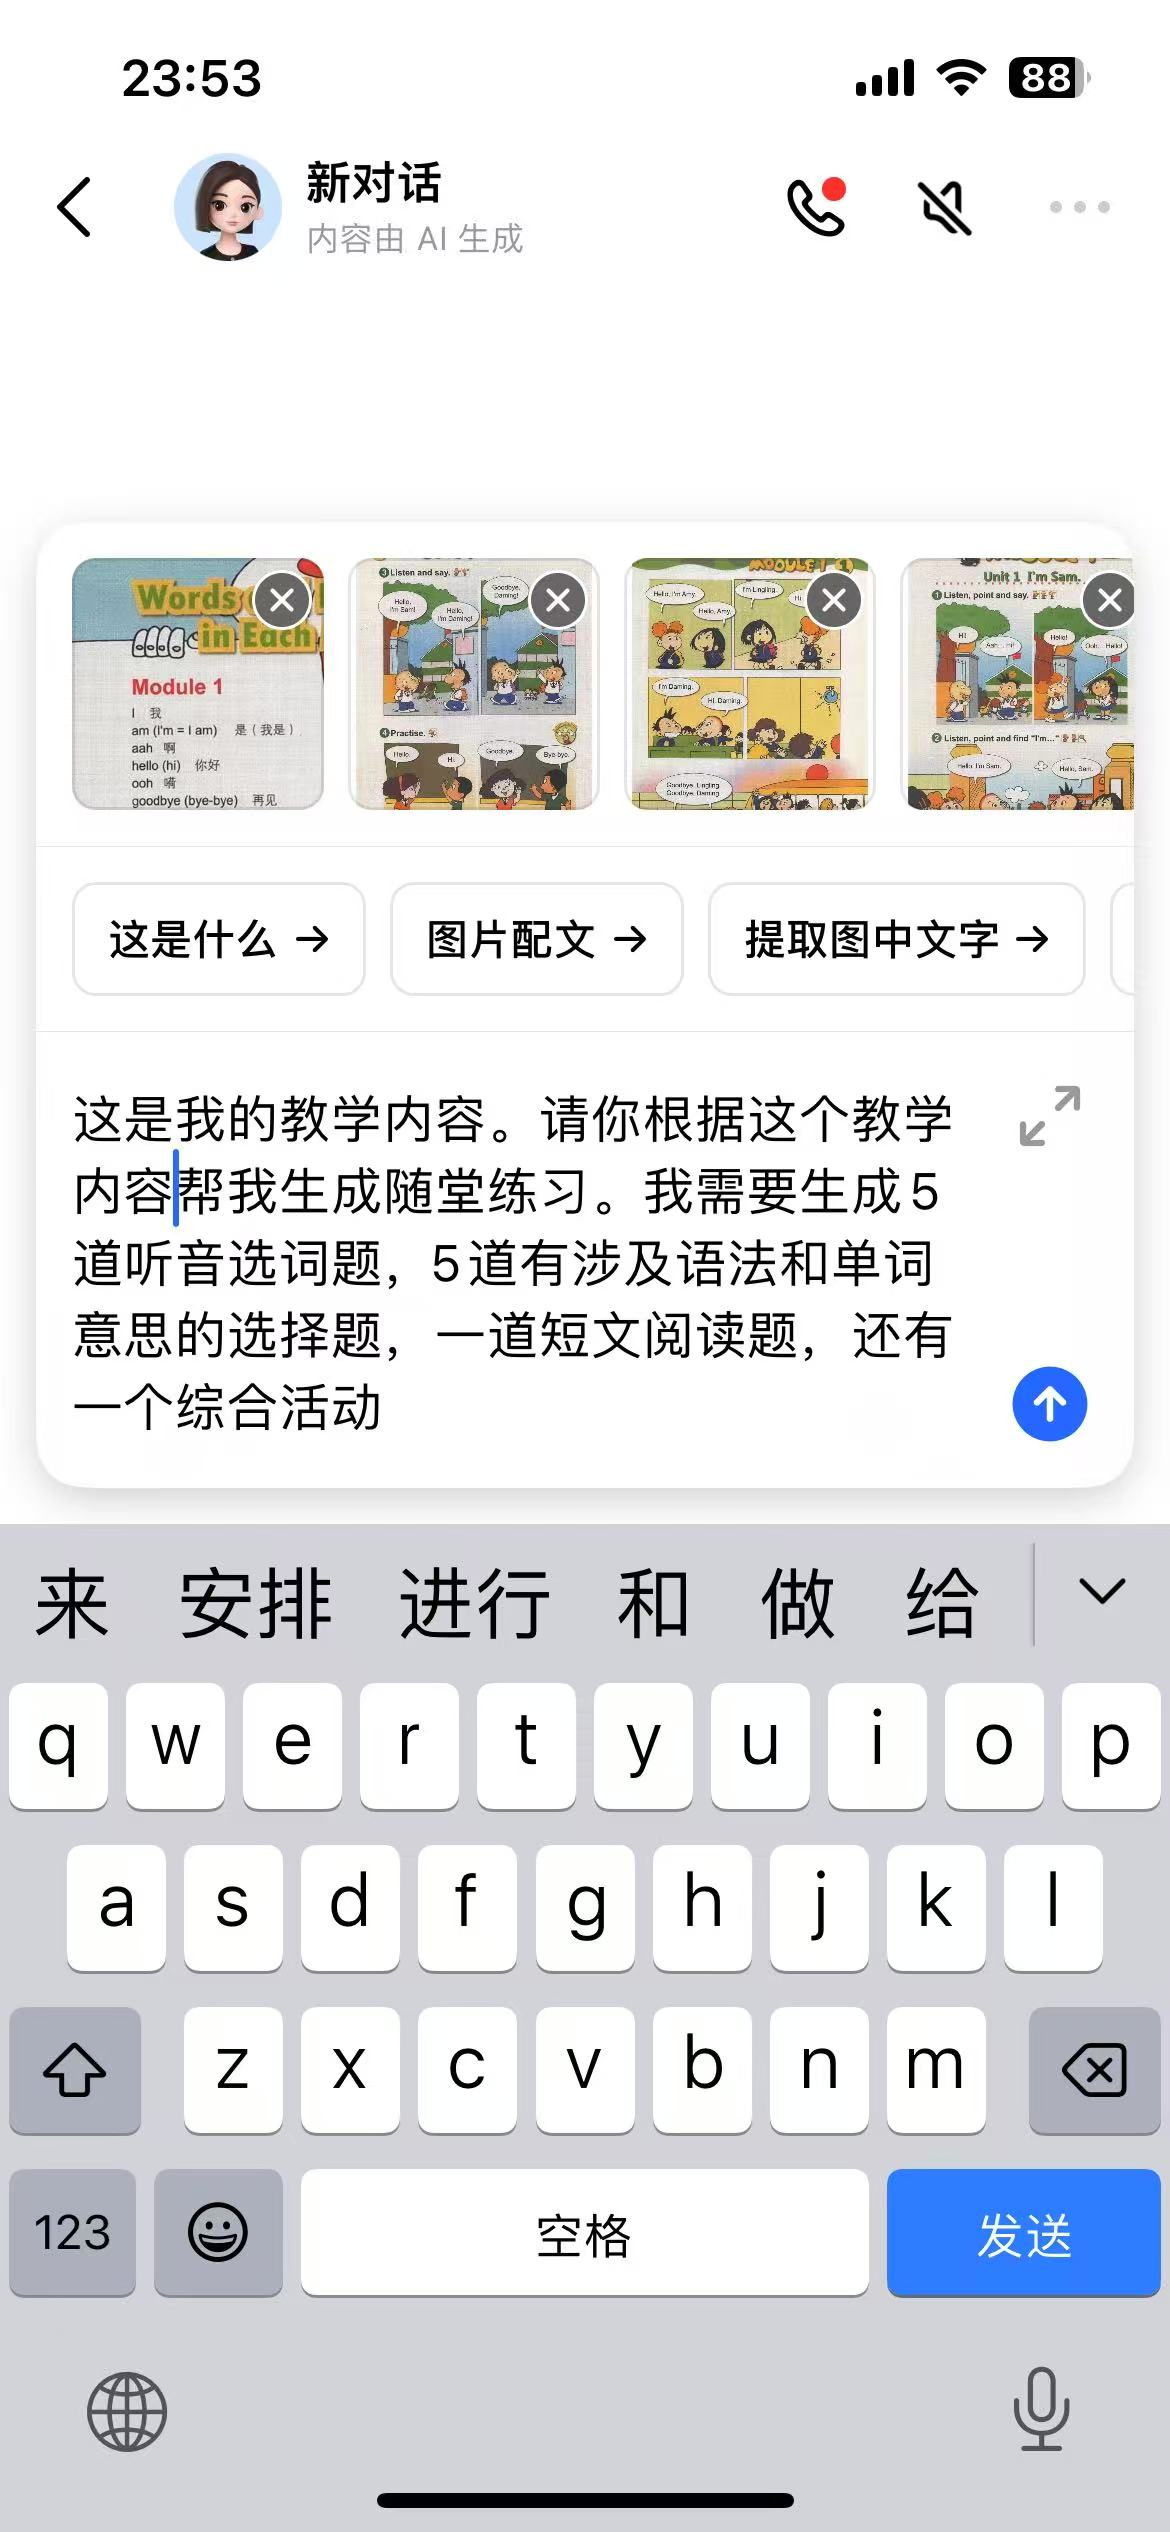 23:53
88
新对话
内容由 AI 生成
Words
in Each
Module 1
I 我
am (I'm = I am) 是（我是）
aah 啊
hello (hi) 你好
ooh 嗬
goodbye (bye-bye) 再见
3 Listen and say.
Hello, I'm Sam!
Hello, I'm Daming!
Goodbye, Daming!
4 Practise.
Hello.
Hi.
Goodbye.
Bye-bye.
MODULE 1
Hello, I'm Amy.
Hello, Amy.
I'm Lingling.
Hi
I'm Daming.
Hi, Daming.
Goodbye, Lingling.
Goodbye, Daming.
Unit 1 I'm Sam.
1 Listen, point and say.
Hi!
Aah... Hi!
Hello!
Ooh... Hello!
2 Listen, point and find "I'm..."
Hello, I'm Sam.
Hello, Sam.
这是什么 →
图片配文 →
提取图中文字 →
这是我的教学内容。请你根据这个教学
内容帮我生成随堂练习。我需要生成5
道听音选词题，5道有涉及语法和单词
意思的选择题，一道短文阅读题，还有
一个综合活动
来 安排 进行 和 做 给
q w e r t y u i o p
a s d f g h j k l
z x c v b n m
123 空格 发送